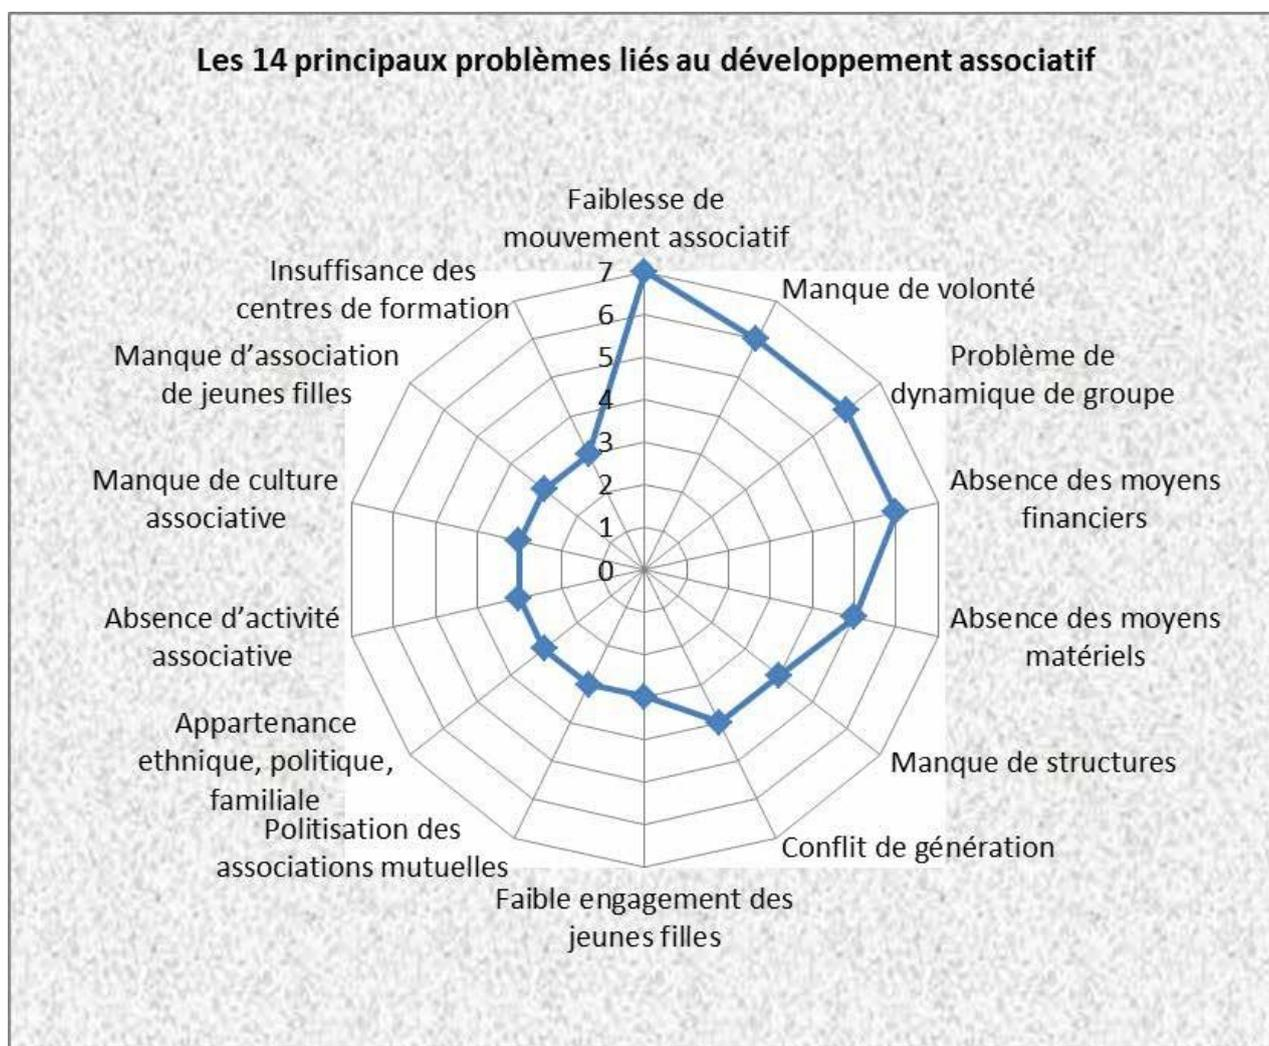 Les 14 principaux problèmes liés au développement associatif
Faiblesse de
mouvement associatif
Manque de volonté
Problème de
dynamique de groupe
Absence des moyens
financiers
Absence des moyens
matériels
Manque de structures
Conflit de génération
Faible engagement des
jeunes filles
Politisation des
associations mutuelles
Appartenance
ethnique, politique,
familiale
Absence d’activité
associative
Manque de culture
associative
Manque d’association
de jeunes filles
Insuffisance des
centres de formation
7
6
5
4
3
2
1
0